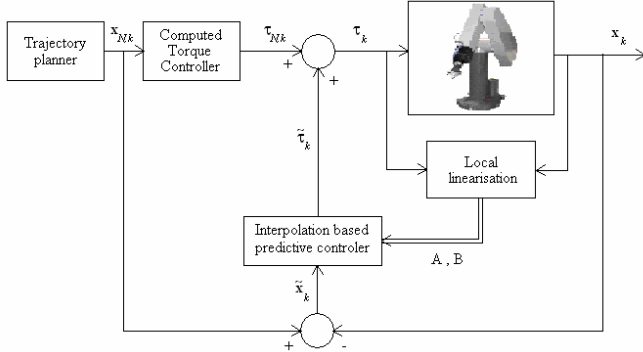 Trajectory
planner
x_Nk
Computed
Torque
Controller
τ_Nk
+
+
τ_k
x_k
τ̃_k
Local
linearisation
Interpolation based
predictive controler
A , B
x̃_k
+
-